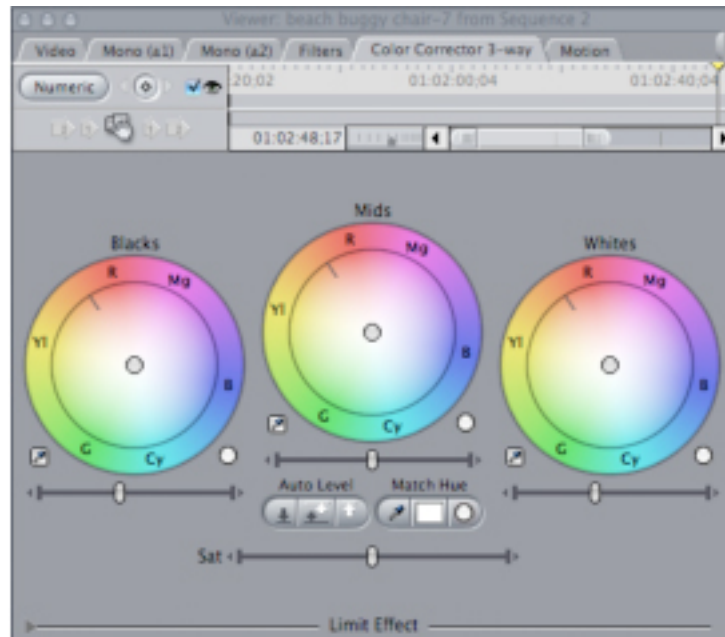 Viewer: beach buggy chair-7 from Sequence 2
Video Mono (a1) Mono (a2) Filters Color Corrector 3-way Motion
Numeric :20;02 01:02:00;04 01:02:40;04
01:02:48;17
Mids
Blacks Whites
R Mg R Mg R Mg
Yl B Yl B Yl B
G Cy G Cy G Cy
Auto Level Match Hue
Sat
Limit Effect